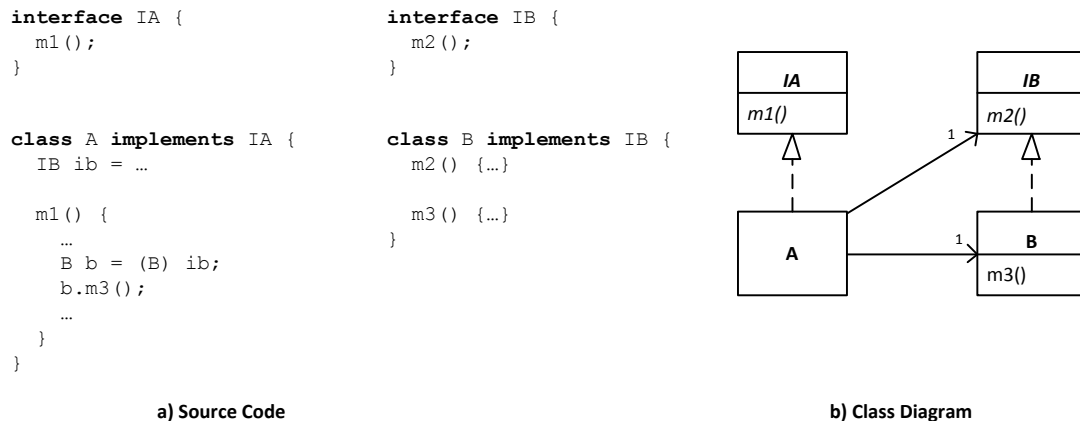 interface IA {
  m1();
}
class A implements IA {
  IB ib = …
  m1() {
    …
    B b = (B) ib;
    b.m3();
    …
  }
}
interface IB {
  m2();
}
class B implements IB {
  m2() {…}
  m3() {…}
}
a) Source Code
IA
m1()
IB
m2()
1
A
1
B
m3()
b) Class Diagram